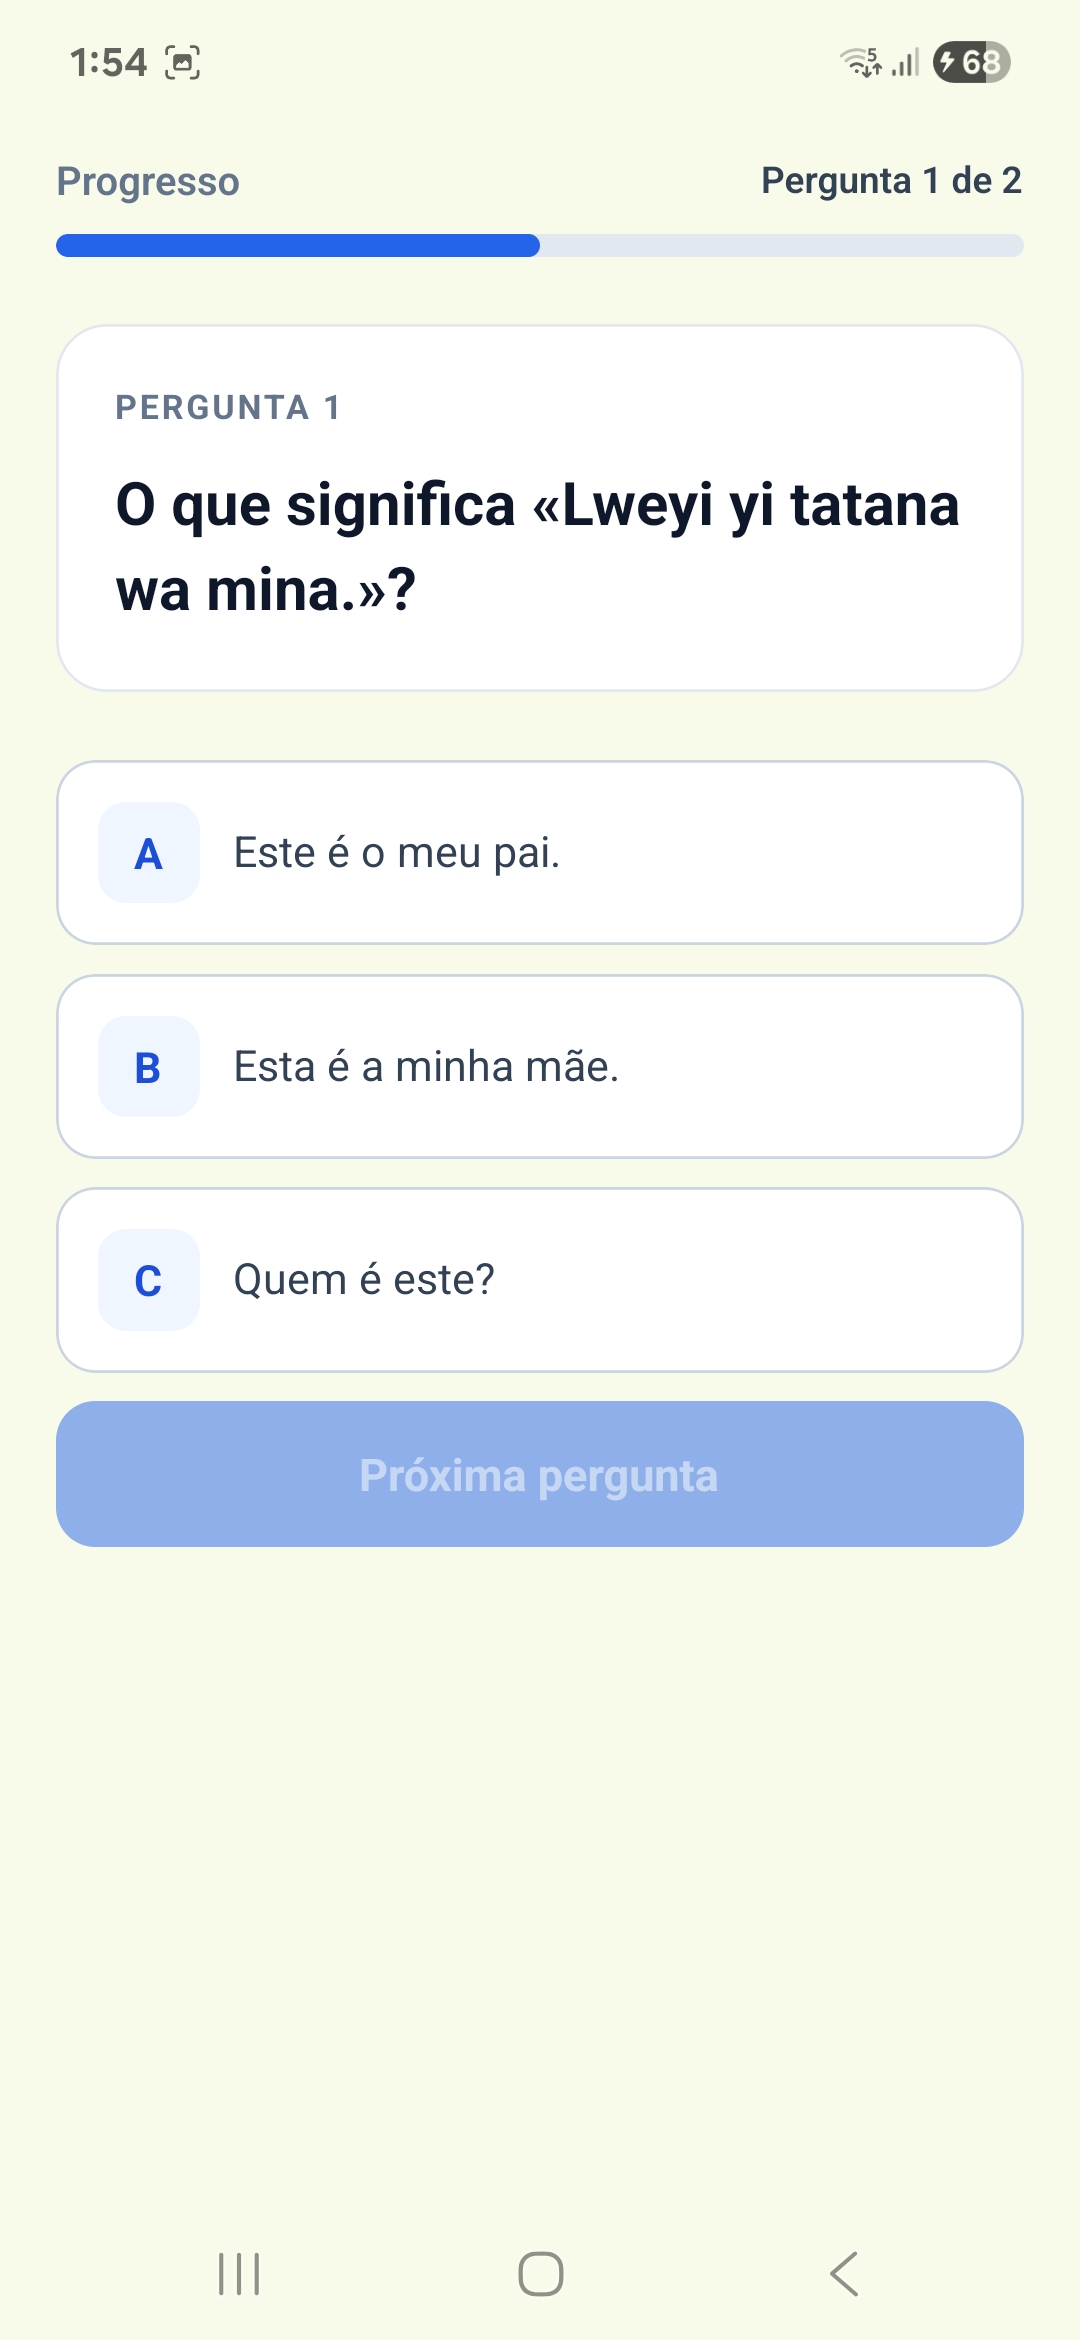 1:54
5
68
Progresso
Pergunta 1 de 2
PERGUNTA 1
O que significa «Lweyi yi tatana
wa mina.»?
A
Este é o meu pai.
B
Esta é a minha mãe.
C
Quem é este?
Próxima pergunta